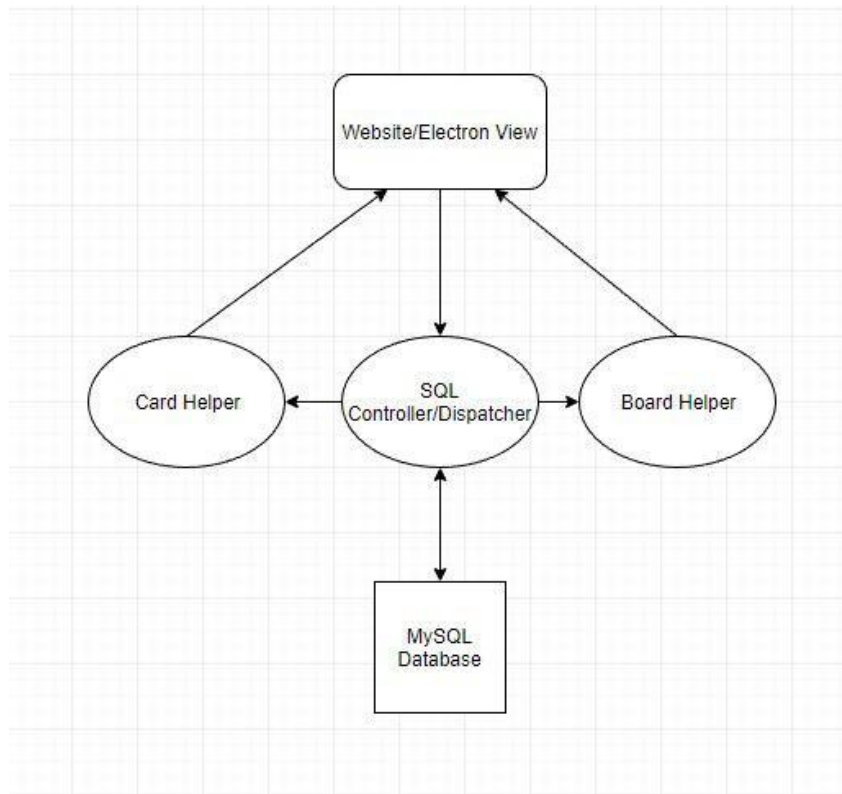 Website/Electron View
Card Helper
SQL
Controller/Dispatcher
Board Helper
MySQL
Database